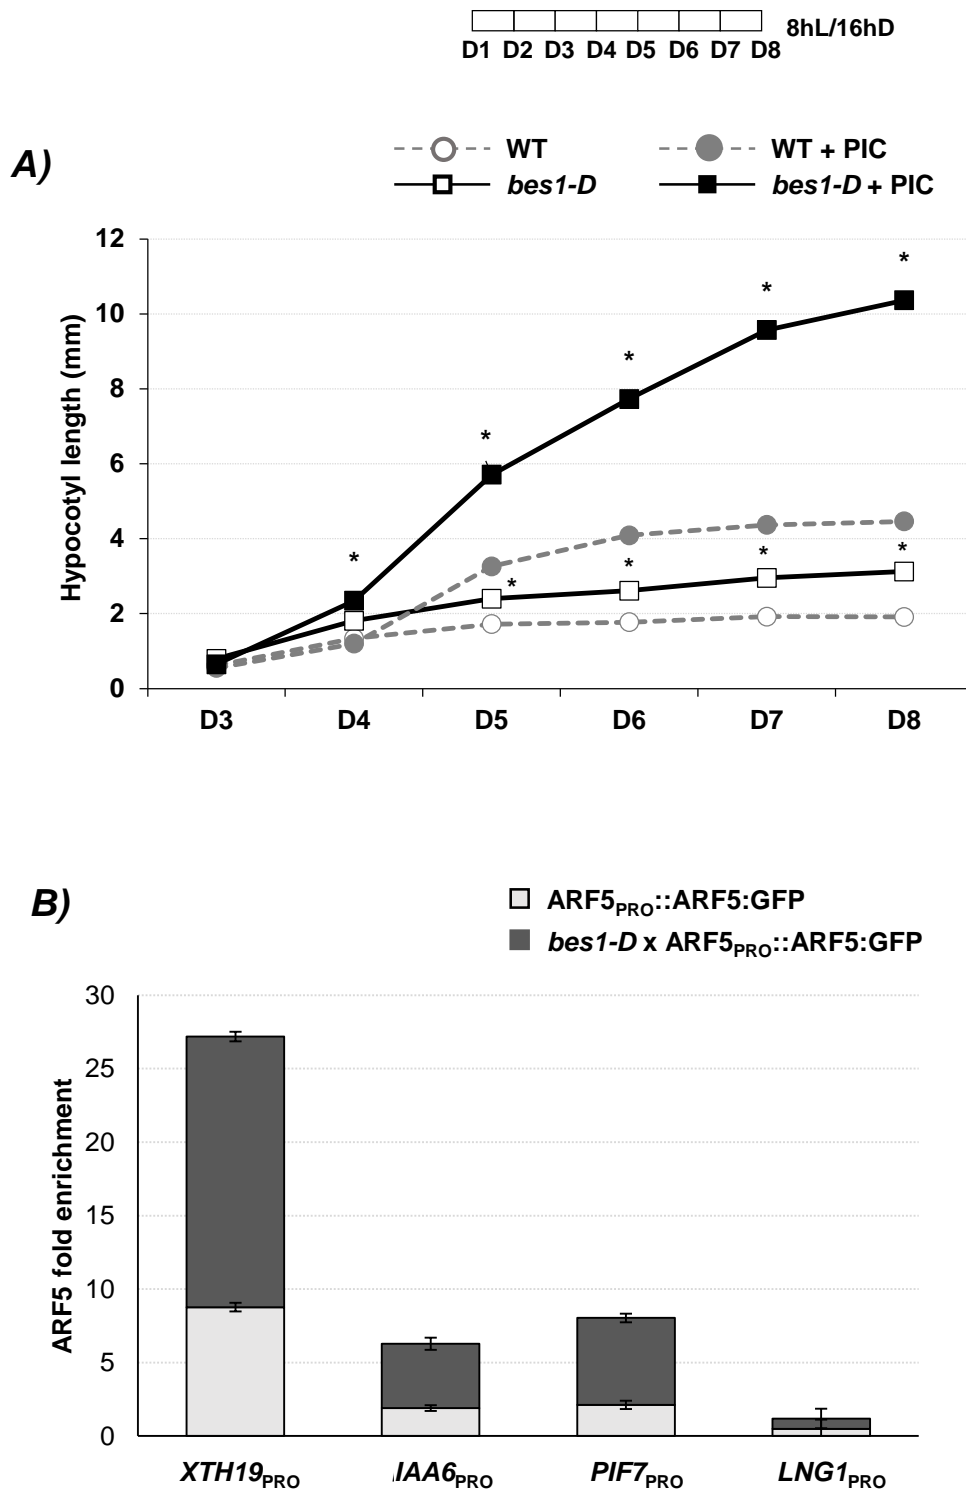 8hL/16hD
D1 D2 D3 D4 D5 D6 D7 D8
A)
WT WT + PIC
bes1-D bes1-D + PIC
12
10
8
6
4
2
0
Hypocotyl length (mm)
* * * * *
* * * *
D3 D4 D5 D6 D7 D8
B)
ARF5PRO::ARF5:GFP
bes1-D x ARF5PRO::ARF5:GFP
30
25
20
15
10
5
0
ARF5 fold enrichment
XTH19PRO IAA6PRO PIF7PRO LNG1PRO